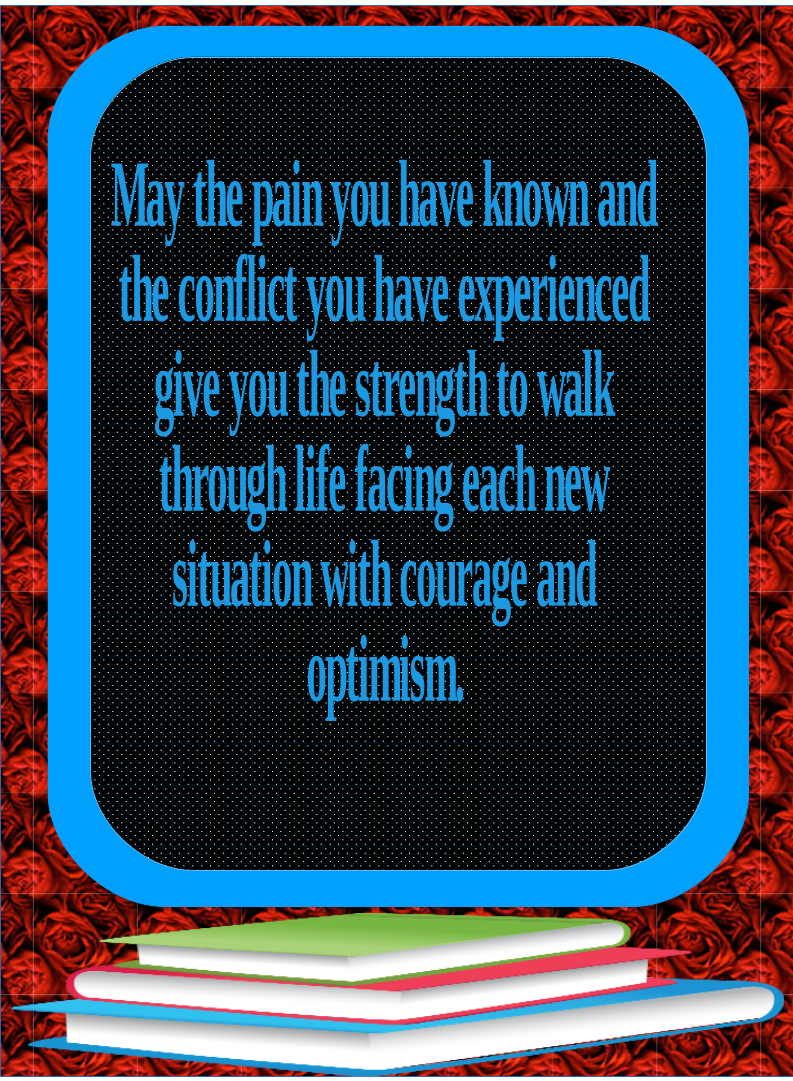 May the pain you have known and
the conflict you have experienced
give you the strength to walk
through life facing each new
situation with courage and
optimism.